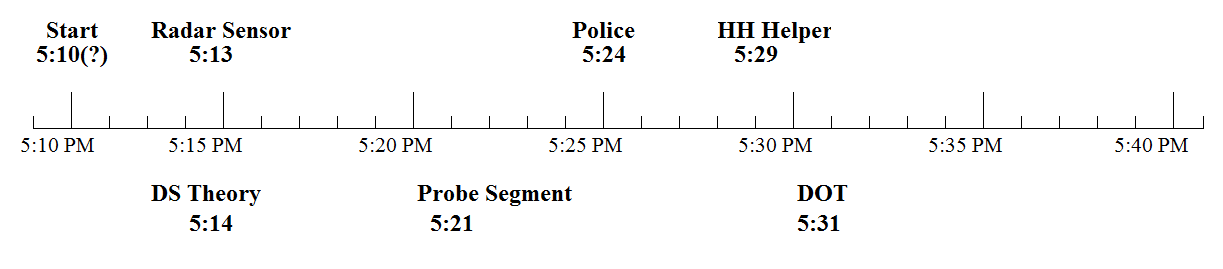 Start Radar Sensor Police HH Helper
5:10(?) 5:13 5:24 5:29
5:10 PM 5:15 PM 5:20 PM 5:25 PM 5:30 PM 5:35 PM 5:40 PM
DS Theory Probe Segment DOT
5:14 5:21 5:31